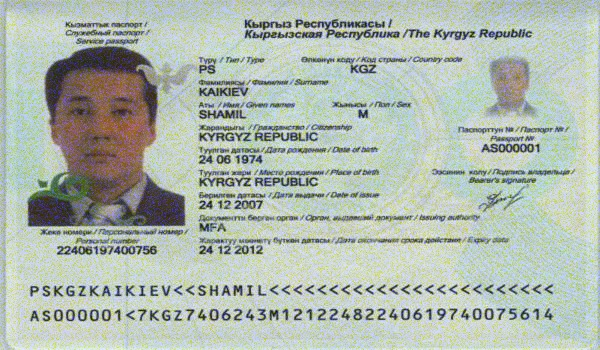 Кызматтык паспорт /
Служебный паспорт /
Service passport
Кыргыз Республикасы /
Кыргызская Республика /The Kyrgyz Republic
Түрү / Тип / Type
Өлкөнүн коду / Код страны / Country code
PS
KGZ
Фамилиясы / Фамилия / Surname
KAIKIEV
Аты / Имя / Given names
Жынысы / Пол / Sex
SHAMIL
M
Жарандыгы / Гражданство / Citizenship
KYRGYZ REPUBLIC
Туулган датасы / Дата рождения / Date of birth
24 06 1974
Туулган жери / Место рождения / Place of birth
KYRGYZ REPUBLIC
Берилген датасы / Дата выдачи / Date of issue
24 12 2007
Документти берген орган / Орган, выдавший документ / Issuing authority
MFA
Жарактуу мөөнөтү бүткөн датасы / Дата окончания срока действия / Expiry date
24 12 2012
Паспорттун № / Паспорт № /
Passport №
AS000001
Ээсинин колу / Подпись владельца /
Bearer's signature
Жеке номери / Персональный номер /
Personal number
22406197400756
PSKGZKAIKIEV<<SHAMIL<<<<<<<<<<<<<<<<<<<<<<<<
AS000001<7KGZ7406243M12122482240619740075614